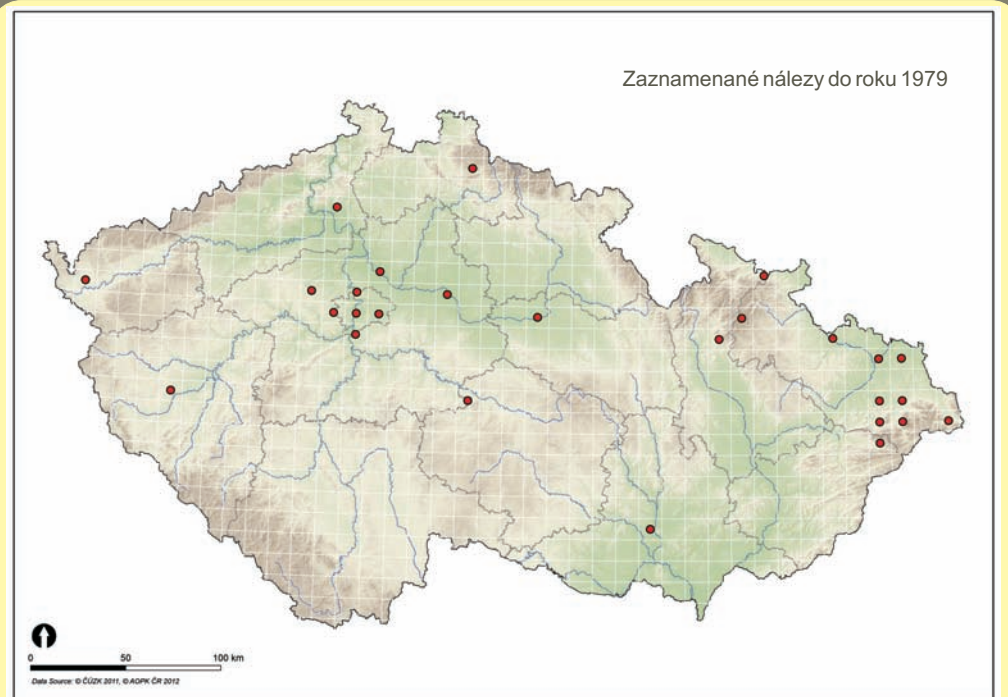 Zaznamenané nálezy do roku 1979
0 50 100 km
Data Source: © ČÚZK 2011, © AOPK ČR 2012